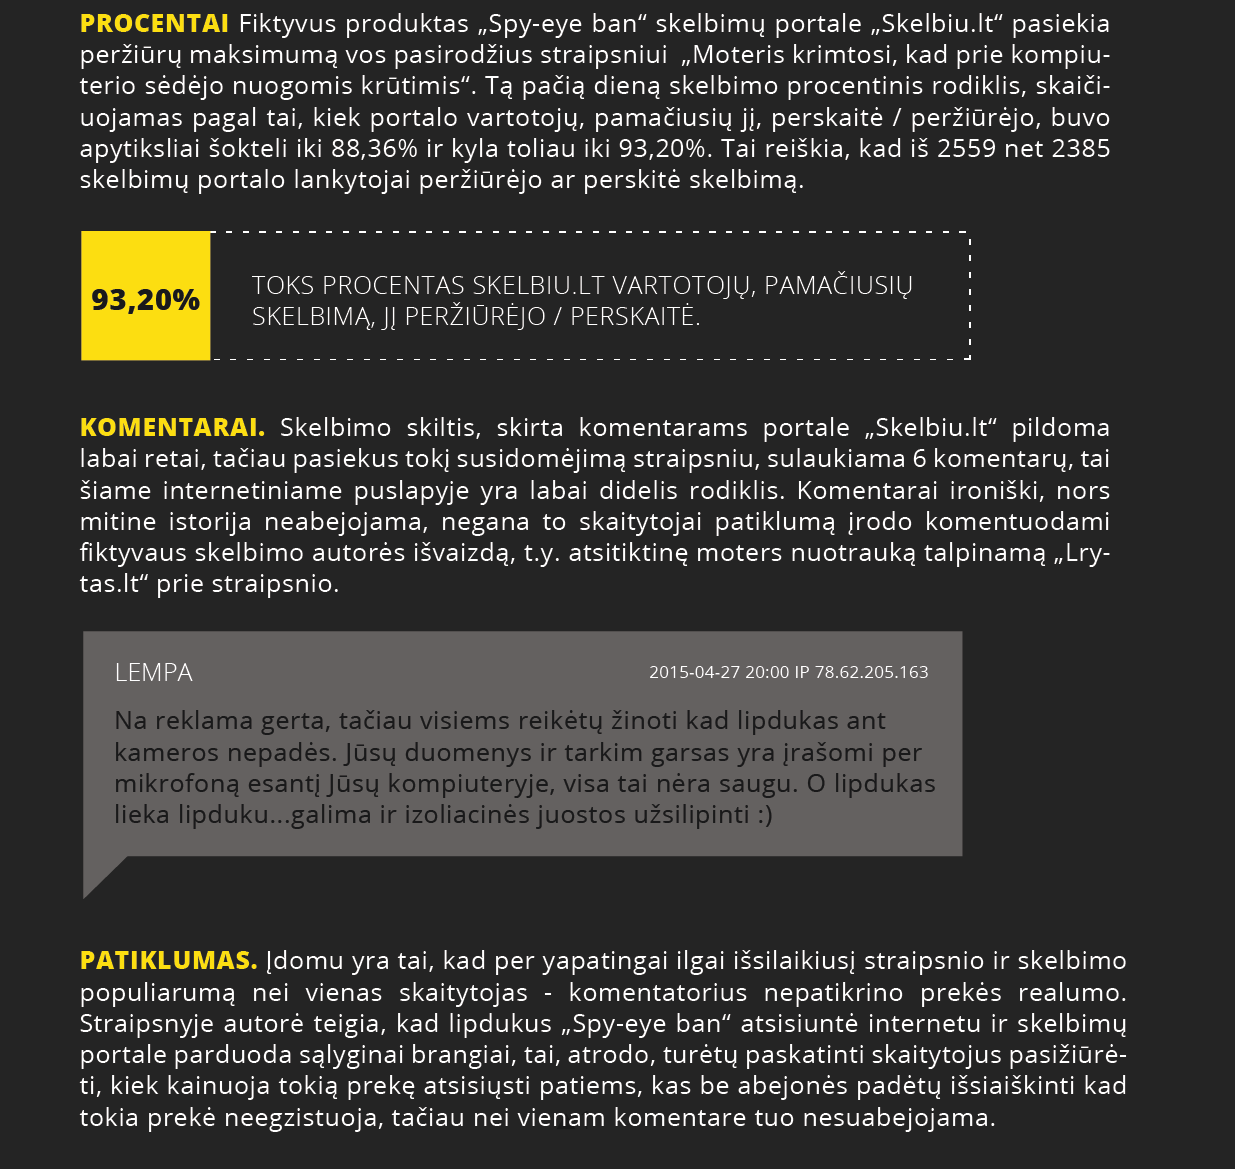 PROCENTAI Fiktyvus produktas „Spy-eye ban“ skelbimų portale „Skelbiu.lt“ pasiekia
peržiūrų maksimumą vos pasirodžius straipsniui „Moteris krimtosi, kad prie kompiu-
terio sėdėjo nuogomis krūtimis“. Tą pačią dieną skelbimo procentinis rodiklis, skaiči-
uojamas pagal tai, kiek portalo vartotojų, pamačiusių jį, perskaitė / peržiūrėjo, buvo
apytiksliai šokteli iki 88,36% ir kyla toliau iki 93,20%. Tai reiškia, kad iš 2559 net 2385
skelbimų portalo lankytojai peržiūrėjo ar perskitė skelbimą.
93,20%
TOKS PROCENTAS SKELBIU.LT VARTOTOJŲ, PAMAČIUSIŲ
SKELBIMĄ, JĮ PERŽIŪRĖJO / PERSKAITĖ.
KOMENTARAI. Skelbimo skiltis, skirta komentarams portale „Skelbiu.lt“ pildoma
labai retai, tačiau pasiekus tokį susidomėjimą straipsniu, sulaukiama 6 komentarų, tai
šiame internetiniame puslapyje yra labai didelis rodiklis. Komentarai ironiški, nors
mitine istorija neabejojama, negana to skaitytojai patiklumą įrodo komentuodami
fiktyvaus skelbimo autorės išvaizdą, t.y. atsitiktinę moters nuotrauką talpinamą „Lry-
tas.lt“ prie straipsnio.
LEMPA
2015-04-27 20:00 IP 78.62.205.163
Na reklama gerta, tačiau visiems reikėtų žinoti kad lipdukas ant
kameros nepadės. Jūsų duomenys ir tarkim garsas yra įrašomi per
mikrofoną esantį Jūsų kompiuteryje, visa tai nėra saugu. O lipdukas
lieka lipduku...galima ir izoliacinės juostos užsilipinti :)
PATIKLUMAS. Įdomu yra tai, kad per yapatingai ilgai išsilaikiusį straipsnio ir skelbimo
populiarumą nei vienas skaitytojas - komentatorius nepatikrino prekės realumo.
Straipsnyje autorė teigia, kad lipdukus „Spy-eye ban“ atsisiuntė internetu ir skelbimų
portale parduoda sąlyginai brangiai, tai, atrodo, turėtų paskatinti skaitytojus pasižiūrė-
ti, kiek kainuoja tokią prekę atsisiųsti patiems, kas be abejonės padėtų išsiaiškinti kad
tokia prekė neegzistuoja, tačiau nei vienam komentare tuo nesuabejojama.